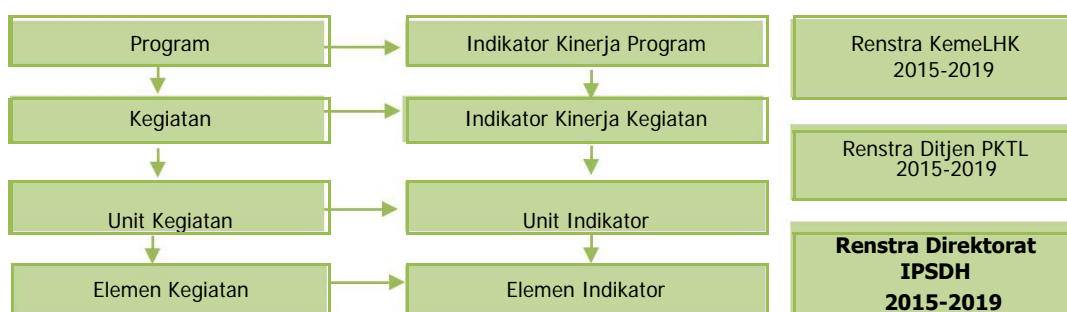 Program
Indikator Kinerja Program
Renstra KemeLHK
2015-2019
Kegiatan
Indikator Kinerja Kegiatan
Renstra Ditjen PKTL
2015-2019
Unit Kegiatan
Unit Indikator
Renstra Direktorat
IPSDH
2015-2019
Elemen Kegiatan
Elemen Indikator